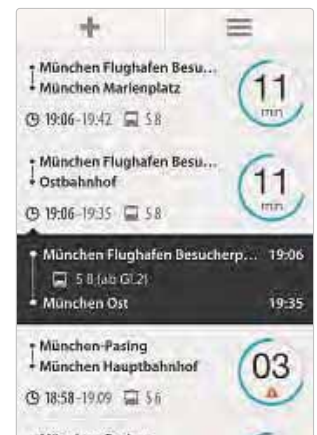 München Flughafen Besu...
München Marienplatz
11
min
19:06-19:42 S 8
München Flughafen Besu...
Ostbahnhof
11
min
19:06-19:35 S 8
München Flughafen Besucherp... 19:06
S 8 (ab Gl.2)
München Ost 19:35
München-Pasing
München Hauptbahnhof
03
18:58-19:09 S 6